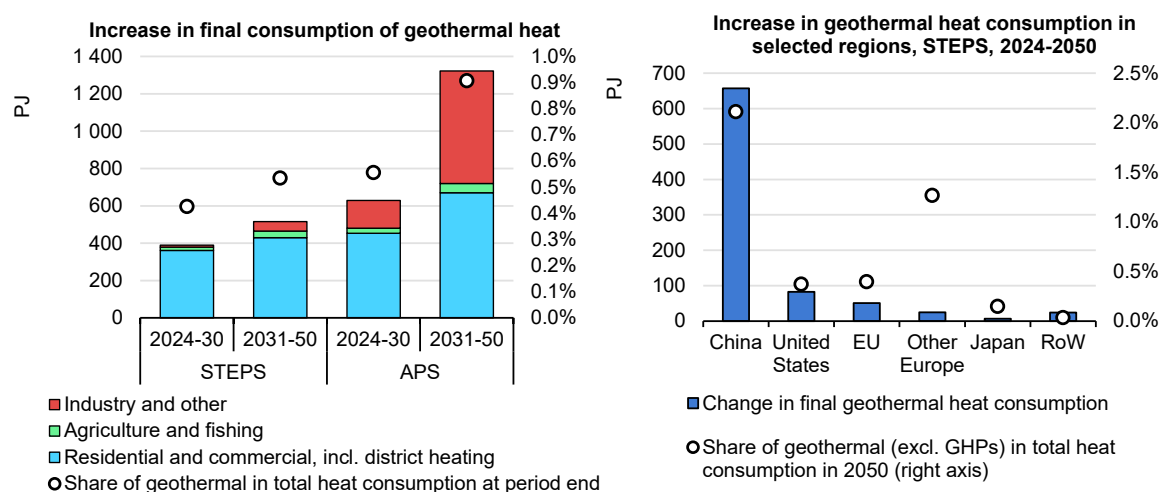 Increase in final consumption of geothermal heat
PJ
1 400
1 200
1 000
800
600
400
200
0
1.0%
0.9%
0.8%
0.7%
0.6%
0.5%
0.4%
0.3%
0.2%
0.1%
0.0%
2024-30 2031-50 2024-30 2031-50
STEPS APS
Industry and other
Agriculture and fishing
Residential and commercial, incl. district heating
Share of geothermal in total heat consumption at period end
Increase in geothermal heat consumption in
selected regions, STEPS, 2024-2050
PJ
700
600
500
400
300
200
100
0
2.5%
2.0%
1.5%
1.0%
0.5%
0.0%
China United EU Other Japan RoW
States Europe
Change in final geothermal heat consumption
Share of geothermal (excl. GHPs) in total heat
consumption in 2050 (right axis)